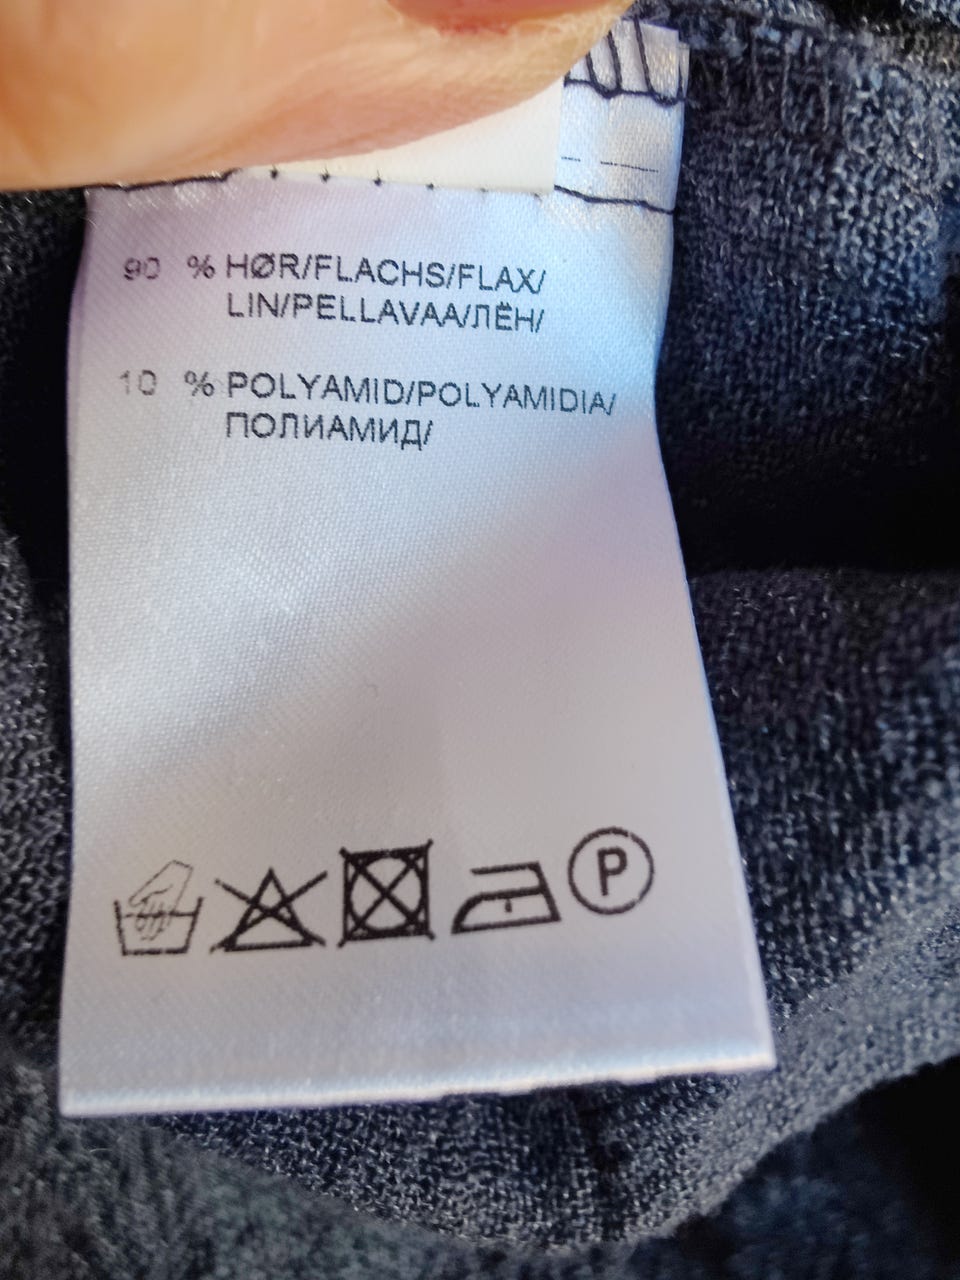 90 % HØR/FLACHS/FLAX/
LIN/PELLAVAA/ЛЁН/
10 % POLYAMID/POLYAMIDIA/
ПОЛИАМИД/
P